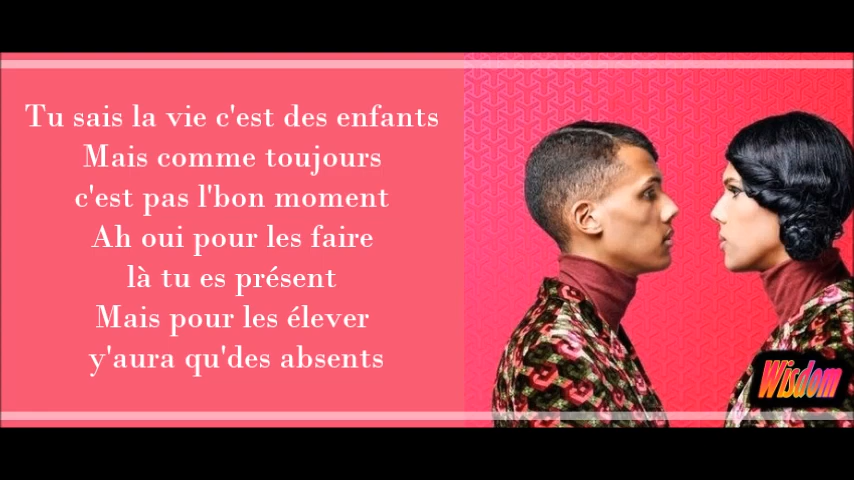 Tu sais la vie c'est des enfants
Mais comme toujours
c'est pas l'bon moment
Ah oui pour les faire
là tu es présent
Mais pour les élever
y'aura qu'des absents
Wisdom